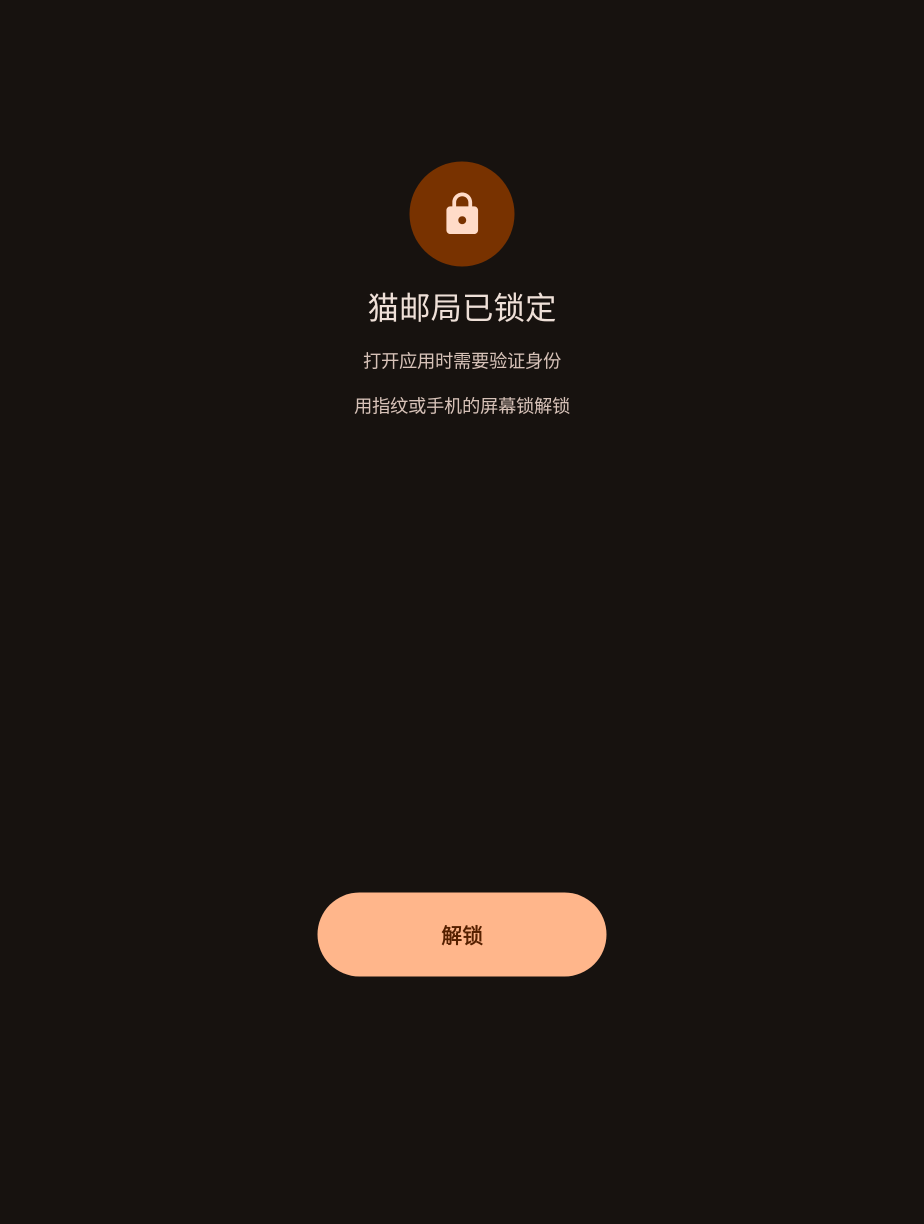 猫邮局已锁定
打开应用时需要验证身份
用指纹或手机的屏幕锁解锁
解锁